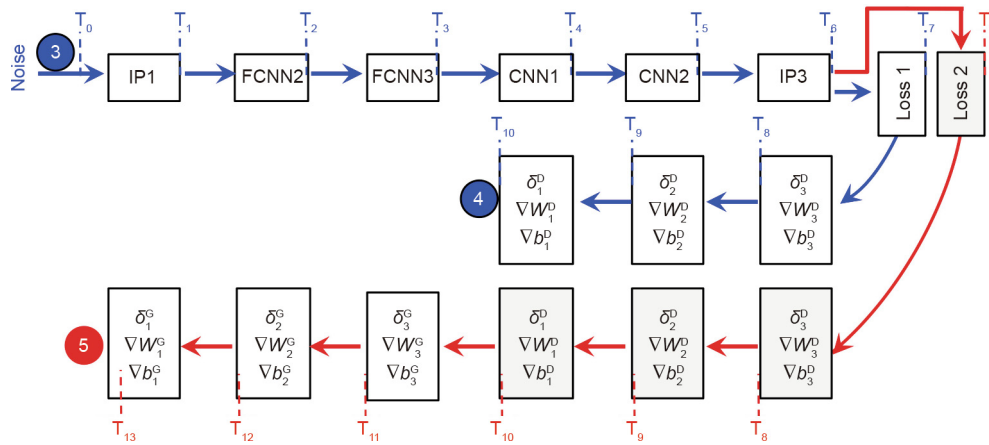 T₀ T₁ T₂ T₃ T₄ T₅ T₆ T₇ T
Noise 3 IP1 FCNN2 FCNN3 CNN1 CNN2 IP3 Loss 1 Loss 2
T₁₀ T₉ T₈
4
δ₁ᴰ δ₂ᴰ δ₃ᴰ
∇W₁ᴰ ∇W₂ᴰ ∇W₃ᴰ
∇b₁ᴰ ∇b₂ᴰ ∇b₃ᴰ
5
δ₁ᴳ δ₂ᴳ δ₃ᴳ δ₁ᴰ δ₂ᴰ δ₃ᴰ
∇W₁ᴳ ∇W₂ᴳ ∇W₃ᴳ ∇W₁ᴰ ∇W₂ᴰ ∇W₃ᴰ
∇b₁ᴳ ∇b₂ᴳ ∇b₃ᴳ ∇b₁ᴰ ∇b₂ᴰ ∇b₃ᴰ
T₁₃ T₁₂ T₁₁ T₁₀ T₉ T₈